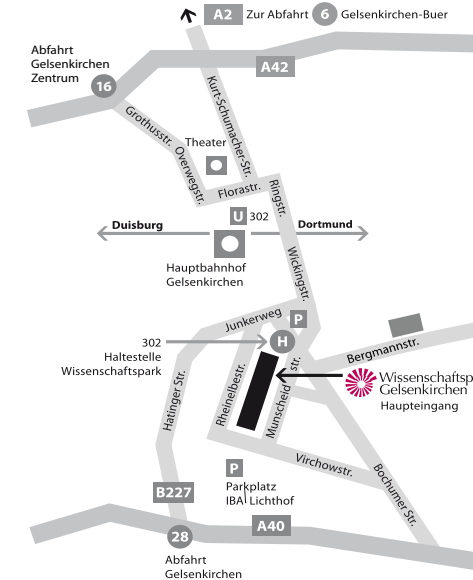 A2 Zur Abfahrt 6 Gelsenkirchen-Buer
Abfahrt
Gelsenkirchen
Zentrum
16
A42
Kurt-Schumacher-Str.
Grothusstr.
Overwegstr.
Theater
Florastr.
Ringstr.
U 302
Duisburg
Dortmund
Hauptbahnhof
Gelsenkirchen
Wickingstr.
Junkerweg
P
302
Haltestelle
Wissenschaftspark
H
Bergmannstr.
Wissenschaftsp
Gelsenkirchen
Haupteingang
Hatinger Str.
Rheinelbestr.
Munscheid str.
Virchowstr.
Bochumer Str.
P
Parkplatz
IBA Lichthof
B227
A40
28
Abfahrt
Gelsenkirchen